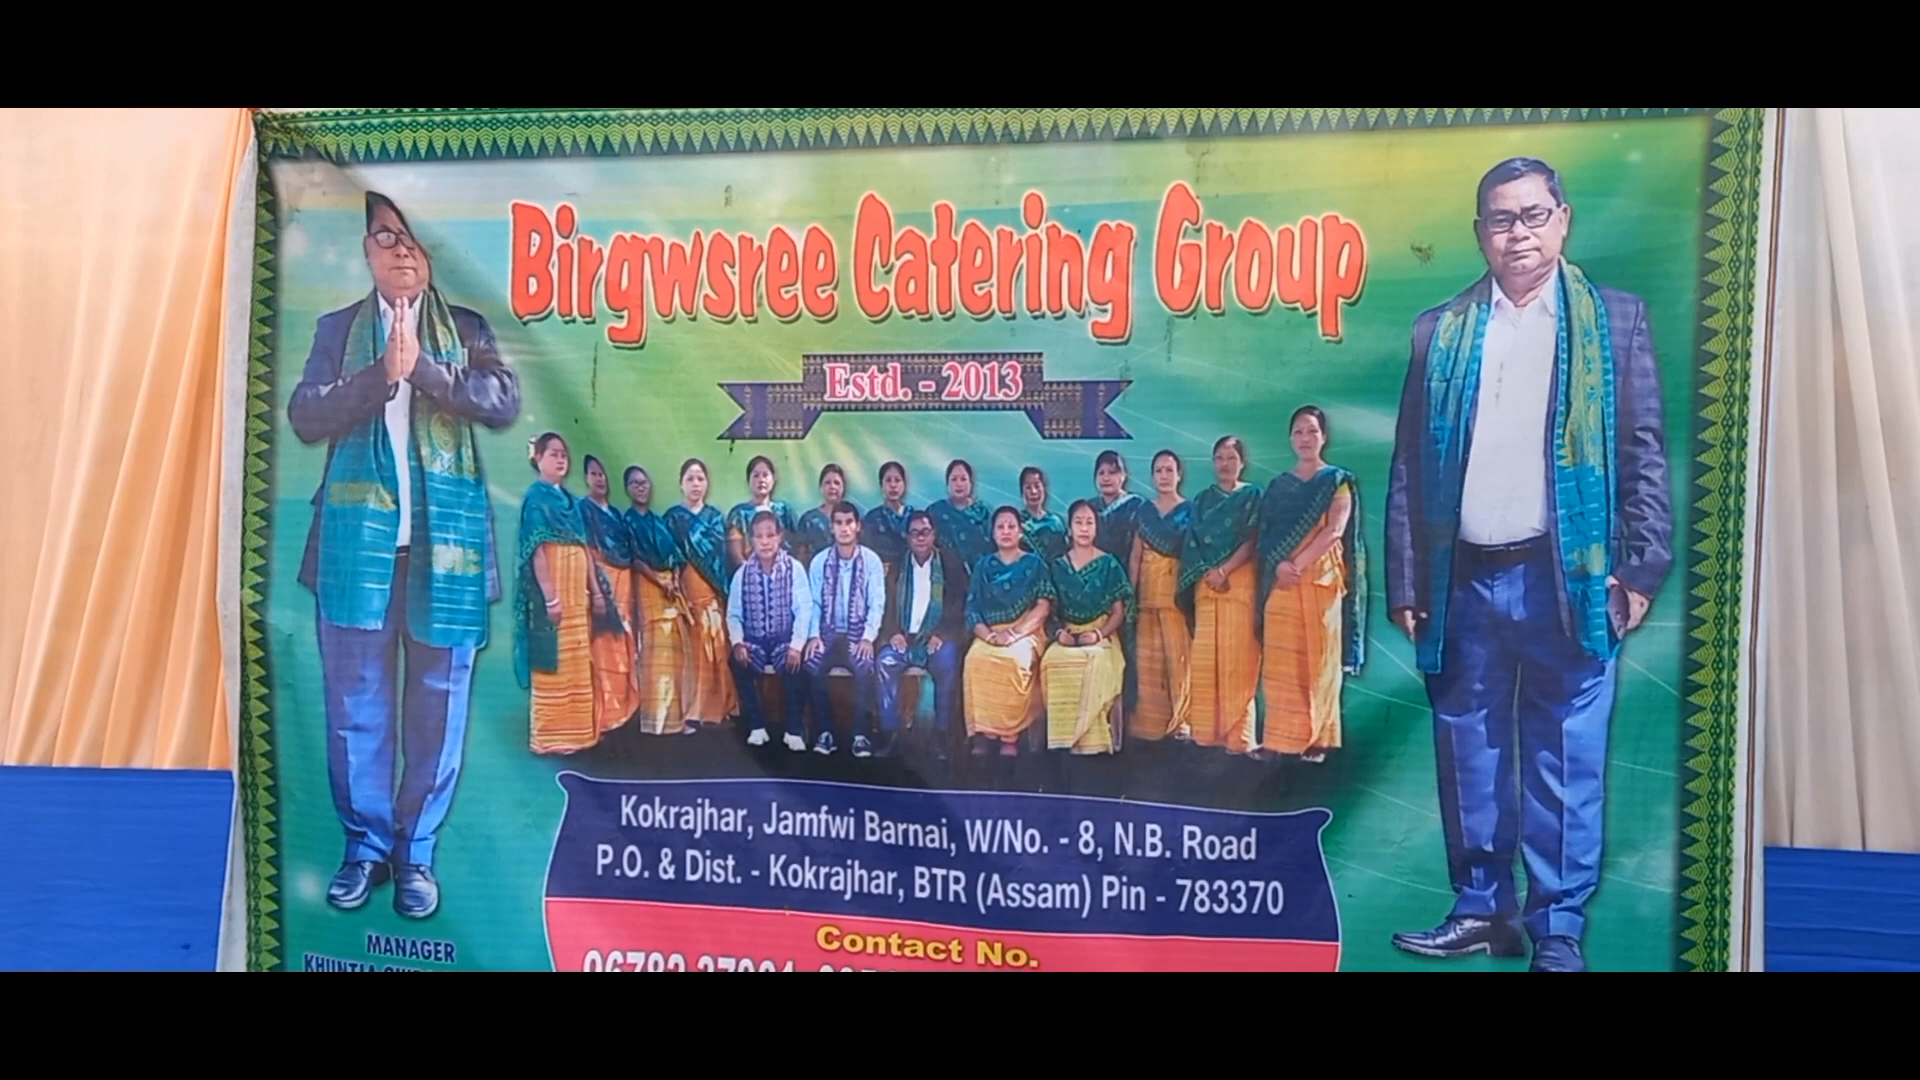 Birgwsree Catering Group
Estd. - 2013
Kokrajhar, Jamfwi Barnai, W/No. - 8, N.B. Road
P.O. & Dist. - Kokrajhar, BTR (Assam) Pin - 783370
Contact No.
MANAGER